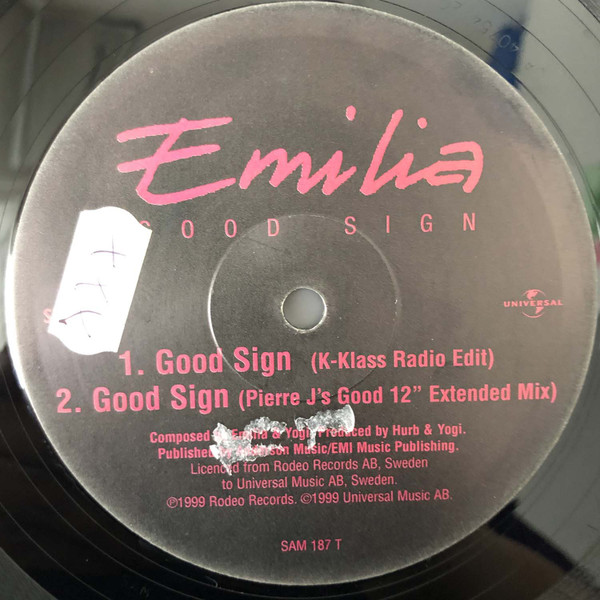 Emilia
GOOD SIGN
UNIVERSAL
1. Good Sign (K-Klass Radio Edit)
2. Good Sign (Pierre J's Good 12” Extended Mix)
Composed Emilia & Yogi. Produced by Hurb & Yogi.
Published Music/EMI Music Publishing.
Licenced from Rodeo Records AB, Sweden
to Universal Music AB, Sweden.
℗1999 Rodeo Records. ©1999 Universal Music AB.
SAM 187 T